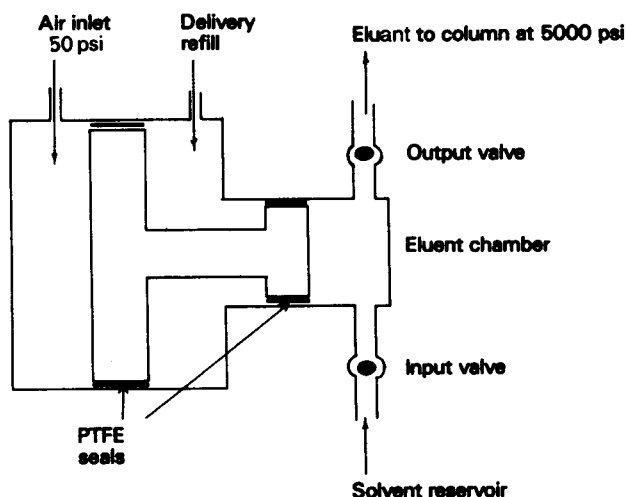 Air inlet
50 psi
Delivery
refill
Eluant to column at 5000 psi
Output valve
Eluent chamber
Input valve
PTFE
seals
Solvent reservoir